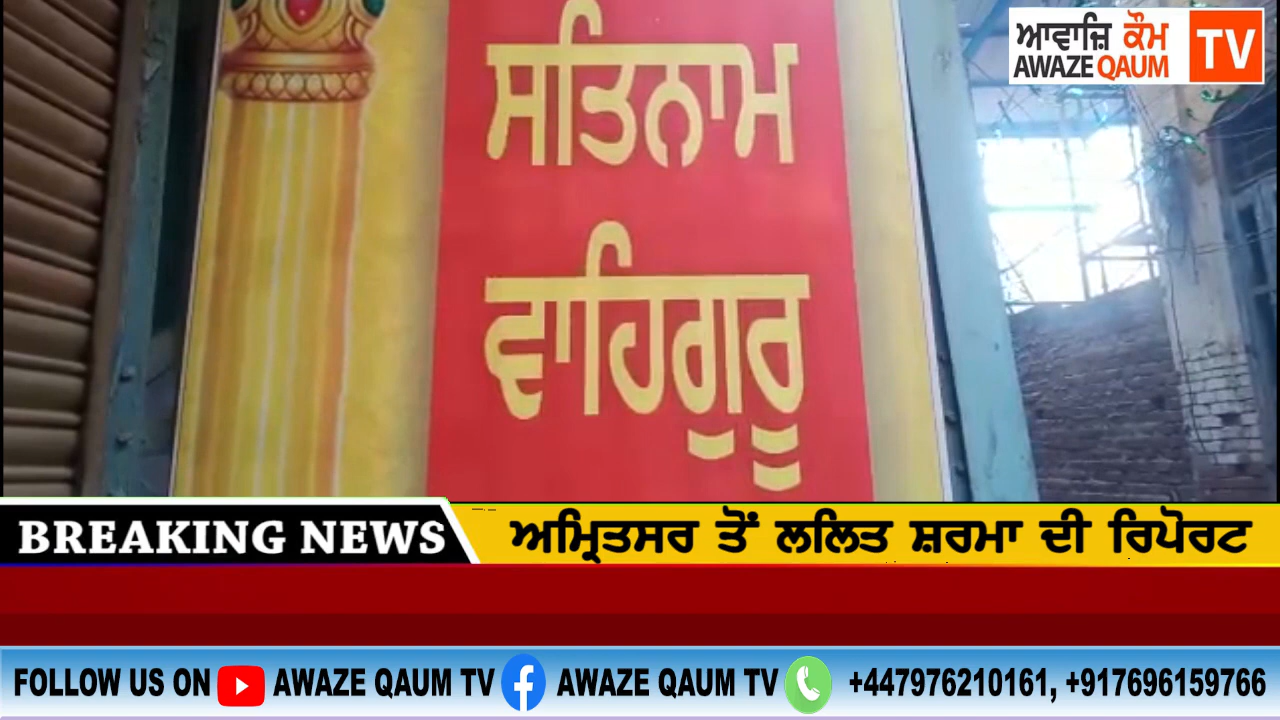 ਆਵਾਜ਼ਿ ਕੌਮ
AWAZE QAUM
TV
ਸਤਿਨਾਮ
ਵਾਹਿਗੁਰੂ
BREAKING NEWS
ਅਮ੍ਰਿਤਸਰ ਤੋਂ ਲਲਿਤ ਸ਼ਰਮਾ ਦੀ ਰਿਪੋਰਟ
FOLLOW US ON AWAZE QAUM TV AWAZE QAUM TV +447976210161, +917696159766